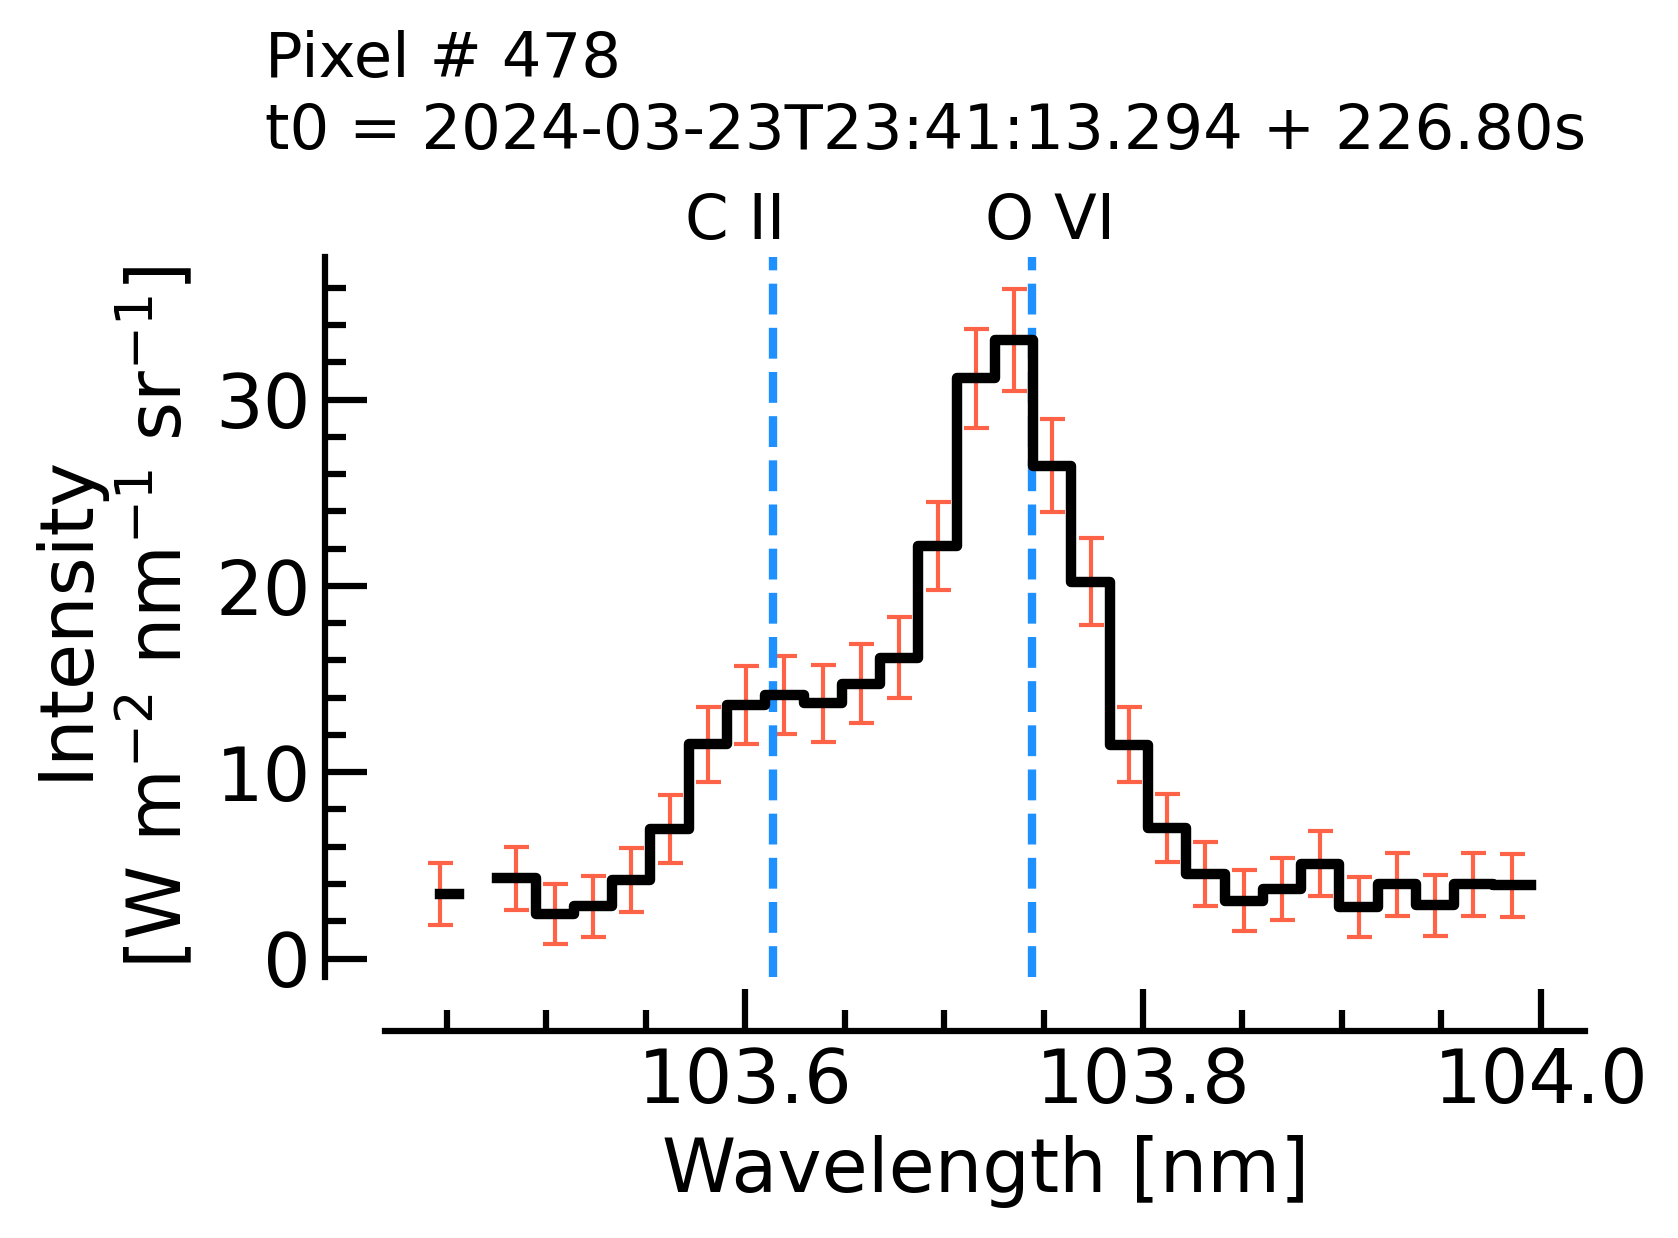 Pixel # 478
t0 = 2024-03-23T23:41:13.294 + 226.80s
C II
O VI
Intensity
[W m⁻² nm⁻¹ sr⁻¹]
30
20
10
0
103.6
103.8
104.0
Wavelength [nm]